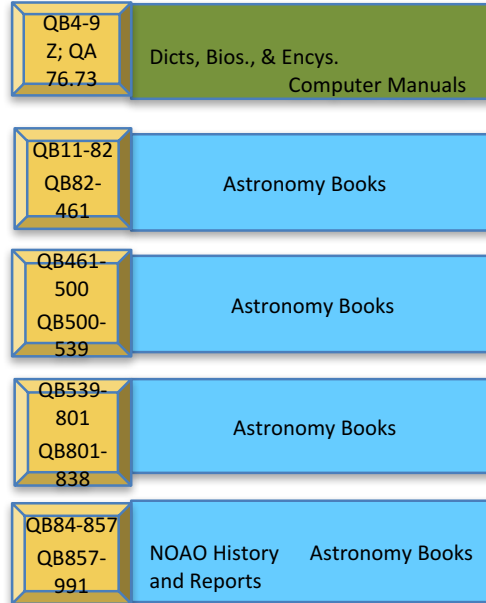 QB4-9
Z; QA
76.73
Dicts, Bios., & Encys.
Computer Manuals
QB11-82
QB82-
461
Astronomy Books
QB461-
500
QB500-
539
Astronomy Books
QB539-
801
QB801-
838
Astronomy Books
QB84-857
QB857-
991
NOAO History
and Reports
Astronomy Books